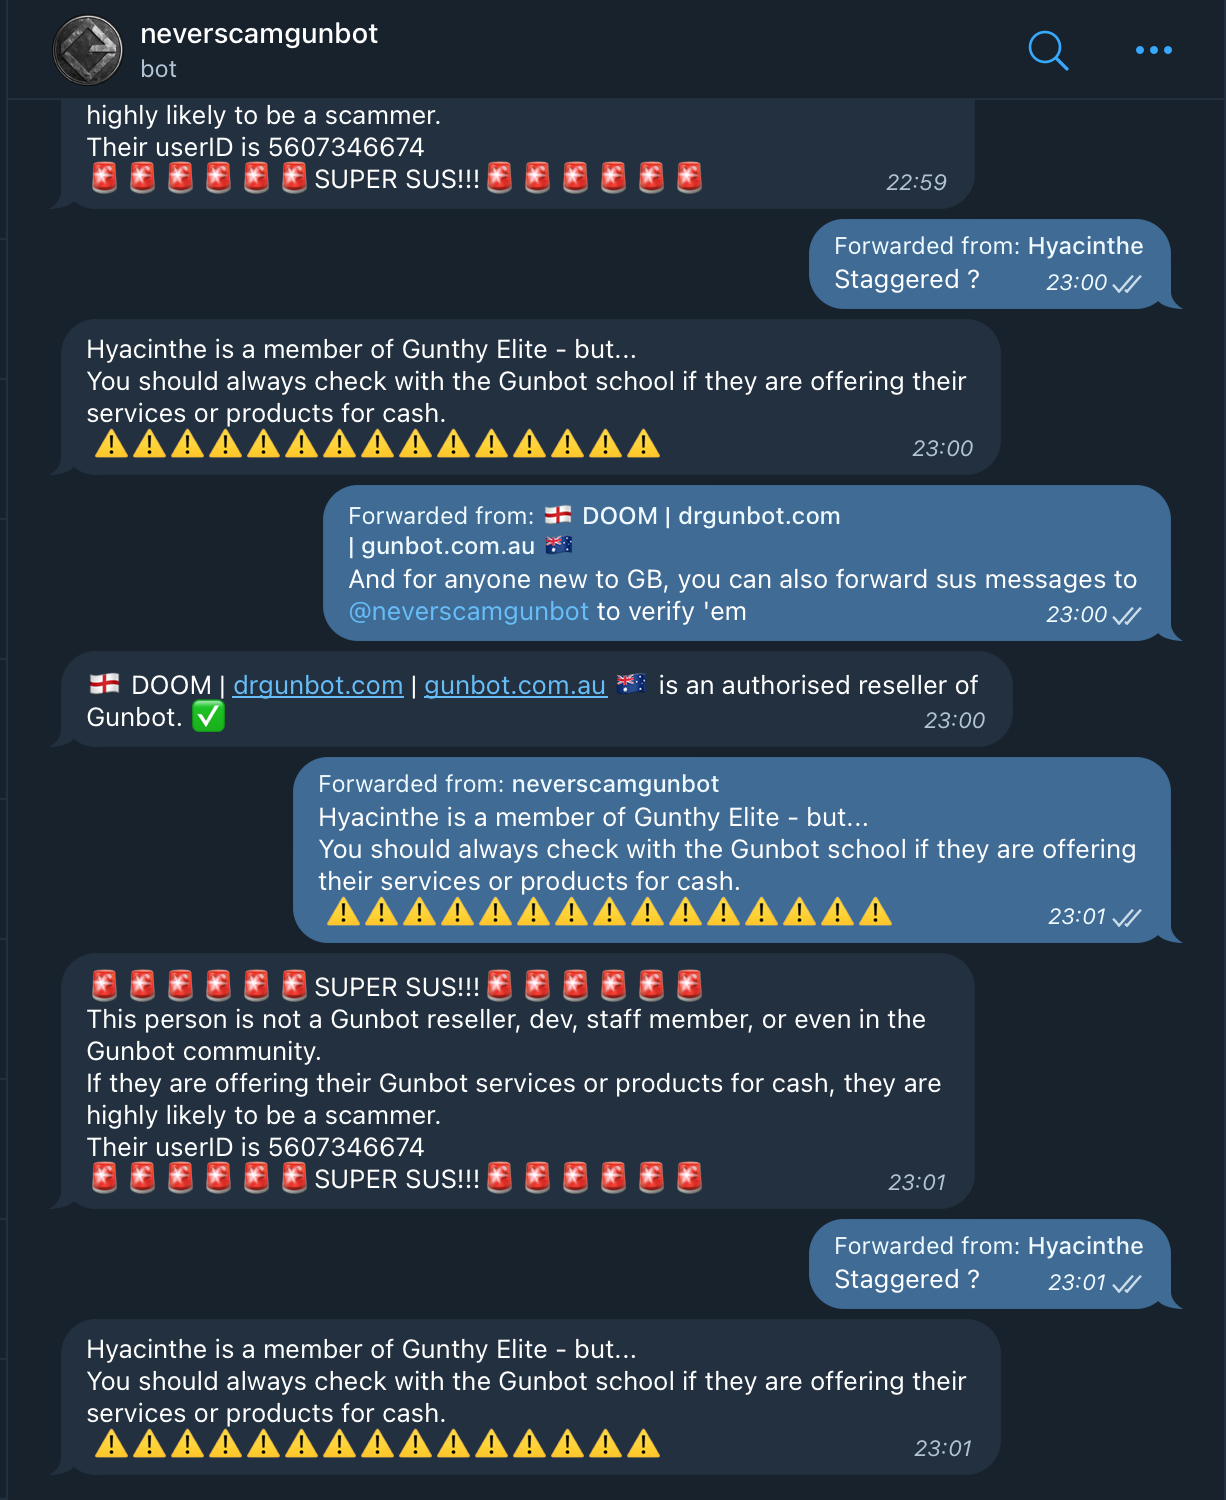 neverscamgunbot
bot
highly likely to be a scammer.
Their userID is 5607346674
🚨 🚨 🚨 🚨 🚨 🚨 SUPER SUS!!! 🚨 🚨 🚨 🚨 🚨 🚨
22:59
Forwarded from: Hyacinthe
Staggered ?
23:00
Hyacinthe is a member of Gunthy Elite - but...
You should always check with the Gunbot school if they are offering their
services or products for cash.
⚠️⚠️⚠️⚠️⚠️⚠️⚠️⚠️⚠️⚠️⚠️⚠️⚠️⚠️⚠️
23:00
Forwarded from: 🏴󠁧󠁢󠁥󠁮󠁧󠁿 DOOM | drgunbot.com
| gunbot.com.au 🇦🇺
And for anyone new to GB, you can also forward sus messages to
@neverscamgunbot to verify 'em
23:00
🏴󠁧󠁢󠁥󠁮󠁧󠁿 DOOM | drgunbot.com | gunbot.com.au 🇦🇺 is an authorised reseller of
Gunbot. ✅
23:00
Forwarded from: neverscamgunbot
Hyacinthe is a member of Gunthy Elite - but...
You should always check with the Gunbot school if they are offering
their services or products for cash.
⚠️⚠️⚠️⚠️⚠️⚠️⚠️⚠️⚠️⚠️⚠️⚠️⚠️⚠️⚠️
23:01
🚨 🚨 🚨 🚨 🚨 🚨 SUPER SUS!!! 🚨 🚨 🚨 🚨 🚨 🚨
This person is not a Gunbot reseller, dev, staff member, or even in the
Gunbot community.
If they are offering their Gunbot services or products for cash, they are
highly likely to be a scammer.
Their userID is 5607346674
🚨 🚨 🚨 🚨 🚨 🚨 SUPER SUS!!! 🚨 🚨 🚨 🚨 🚨 🚨
23:01
Forwarded from: Hyacinthe
Staggered ?
23:01
Hyacinthe is a member of Gunthy Elite - but...
You should always check with the Gunbot school if they are offering their
services or products for cash.
⚠️⚠️⚠️⚠️⚠️⚠️⚠️⚠️⚠️⚠️⚠️⚠️⚠️⚠️⚠️
23:01